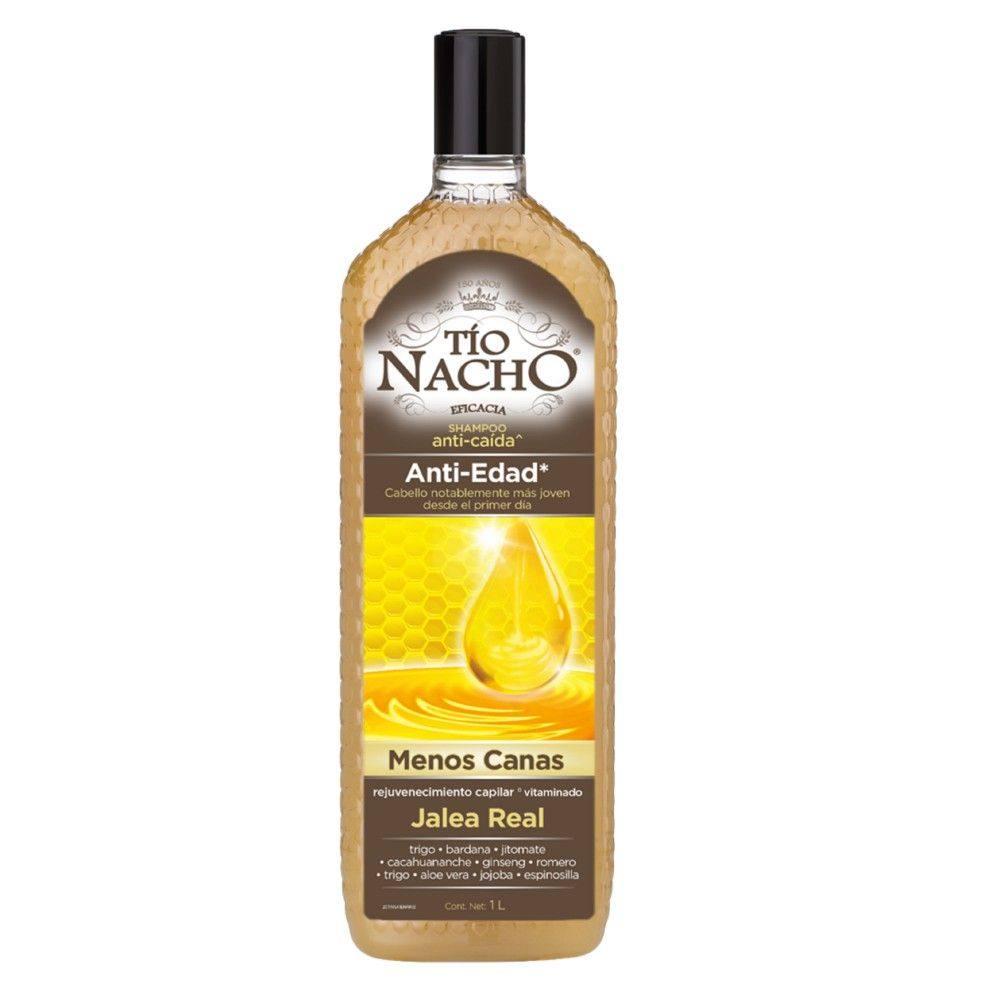 150 AÑOS
TÍO
NACHO®
EFICACIA
SHAMPOO
anti-caída^
Anti-Edad*
Cabello notablemente más joven
desde el primer día
Menos Canas
rejuvenecimiento capilar ° vitaminado
Jalea Real
trigo • bardana • jitomate
• cacahuananche • ginseng • romero
• trigo • aloe vera • jojoba • espinosilla
Cont. Net: 1 L